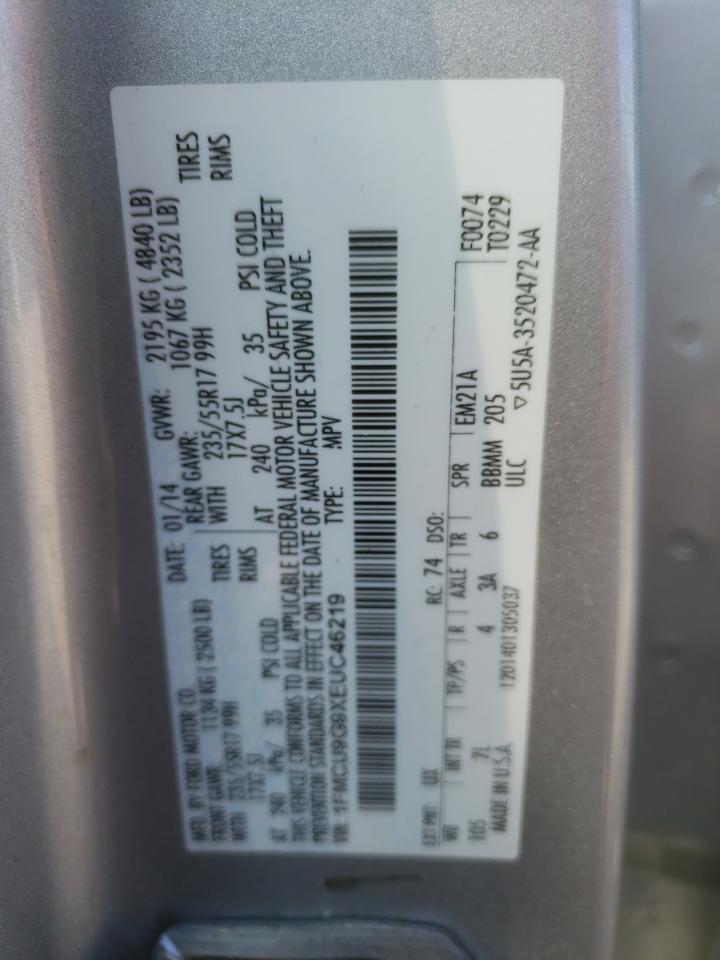 MFD. BY FORD MOTOR CO.
DATE: 01/14 GVWR: 2195 KG ( 4840 LB)
FRONT GAWR: 1134 KG ( 2500 LB) REAR GAWR: 1067 KG ( 2352 LB)
WITH 235/55R17 99H TIRES WITH 235/55R17 99H TIRES
17X7.5J RIMS 17X7.5J RIMS
AT 240 kPa/ 35 PSI COLD AT 240 kPa/ 35 PSI COLD
THIS VEHICLE CONFORMS TO ALL APPLICABLE FEDERAL MOTOR VEHICLE SAFETY AND THEFT
PREVENTION STANDARDS IN EFFECT ON THE DATE OF MANUFACTURE SHOWN ABOVE.
VIN: 1FMCU9G9XEUC46219 TYPE: MPV
EXT PNT: UX RC: 74 DSO: F0074
WB INT TR TP/PS R AXLE TR SPR EM21A T0229
105 7L 4 3A 6 BBMM 205
MADE IN U.S.A. 1201401305037 ULC ▽5U5A-3520472-AA